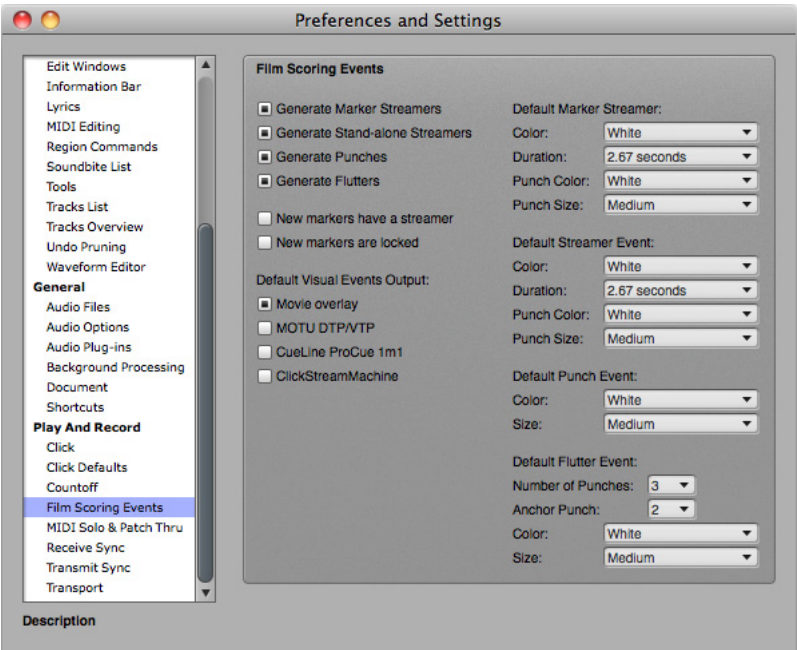 Preferences and Settings
Edit Windows
Information Bar
Lyrics
MIDI Editing
Region Commands
Soundbite List
Tools
Tracks List
Tracks Overview
Undo Pruning
Waveform Editor
General
Audio Files
Audio Options
Audio Plug-ins
Background Processing
Document
Shortcuts
Play And Record
Click
Click Defaults
Countoff
Film Scoring Events
MIDI Solo & Patch Thru
Receive Sync
Transmit Sync
Transport
Film Scoring Events
Generate Marker Streamers
Generate Stand-alone Streamers
Generate Punches
Generate Flutters
New markers have a streamer
New markers are locked
Default Visual Events Output:
Movie overlay
MOTU DTP/VTP
CueLine ProCue 1m1
ClickStreamMachine
Default Marker Streamer:
Color: White
Duration: 2.67 seconds
Punch Color: White
Punch Size: Medium
Default Streamer Event:
Color: White
Duration: 2.67 seconds
Punch Color: White
Punch Size: Medium
Default Punch Event:
Color: White
Size: Medium
Default Flutter Event:
Number of Punches: 3
Anchor Punch: 2
Color: White
Size: Medium
Description